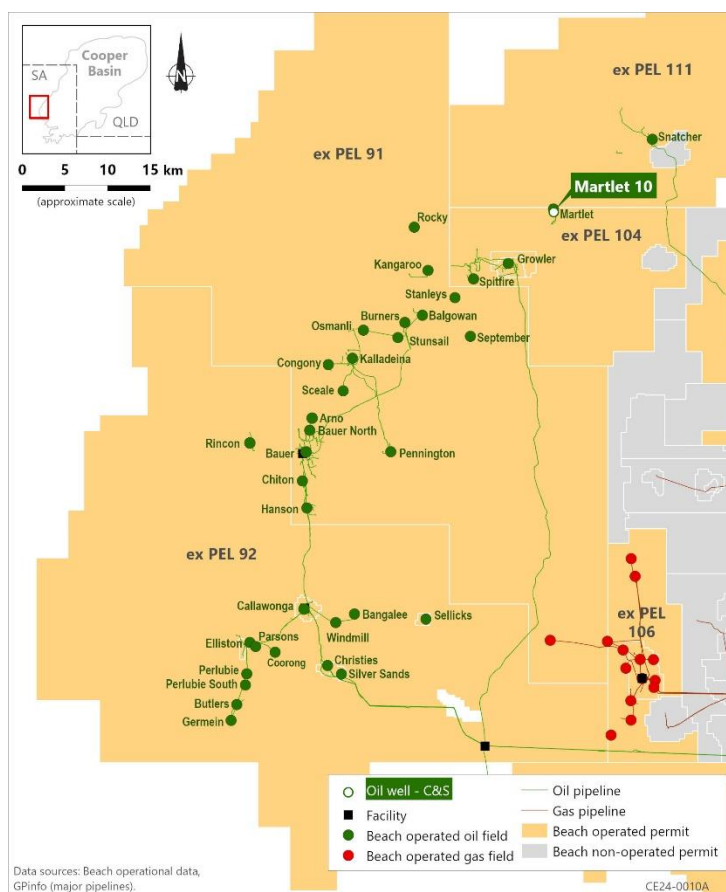 Cooper
Basin
SA
QLD
N
0 5 10 15 km
(approximate scale)
ex PEL 111
Snatcher
ex PEL 91
Martlet 10
Martlet
ex PEL 104
Rocky
Growler
Kangaroo
Spitfire
Stanleys
Burners
Balgowan
Osmanli
Stunsail
September
Congony
Kalladeina
Sceale
Arno
Bauer North
Rincon
Bauer
Pennington
Chiton
Hanson
ex PEL 92
Callawonga
Bangalee
Sellicks
Windmill
ex PEL
106
Parsons
Elliston
Coorong
Christies
Perlubie
Silver Sands
Perlubie South
Butlers
Germein
Oil well - C&S
Facility
Beach operated oil field
Beach operated gas field
Oil pipeline
Gas pipeline
Beach operated permit
Beach non-operated permit
Data sources: Beach operational data,
GPinfo (major pipelines).
CE24-0010A